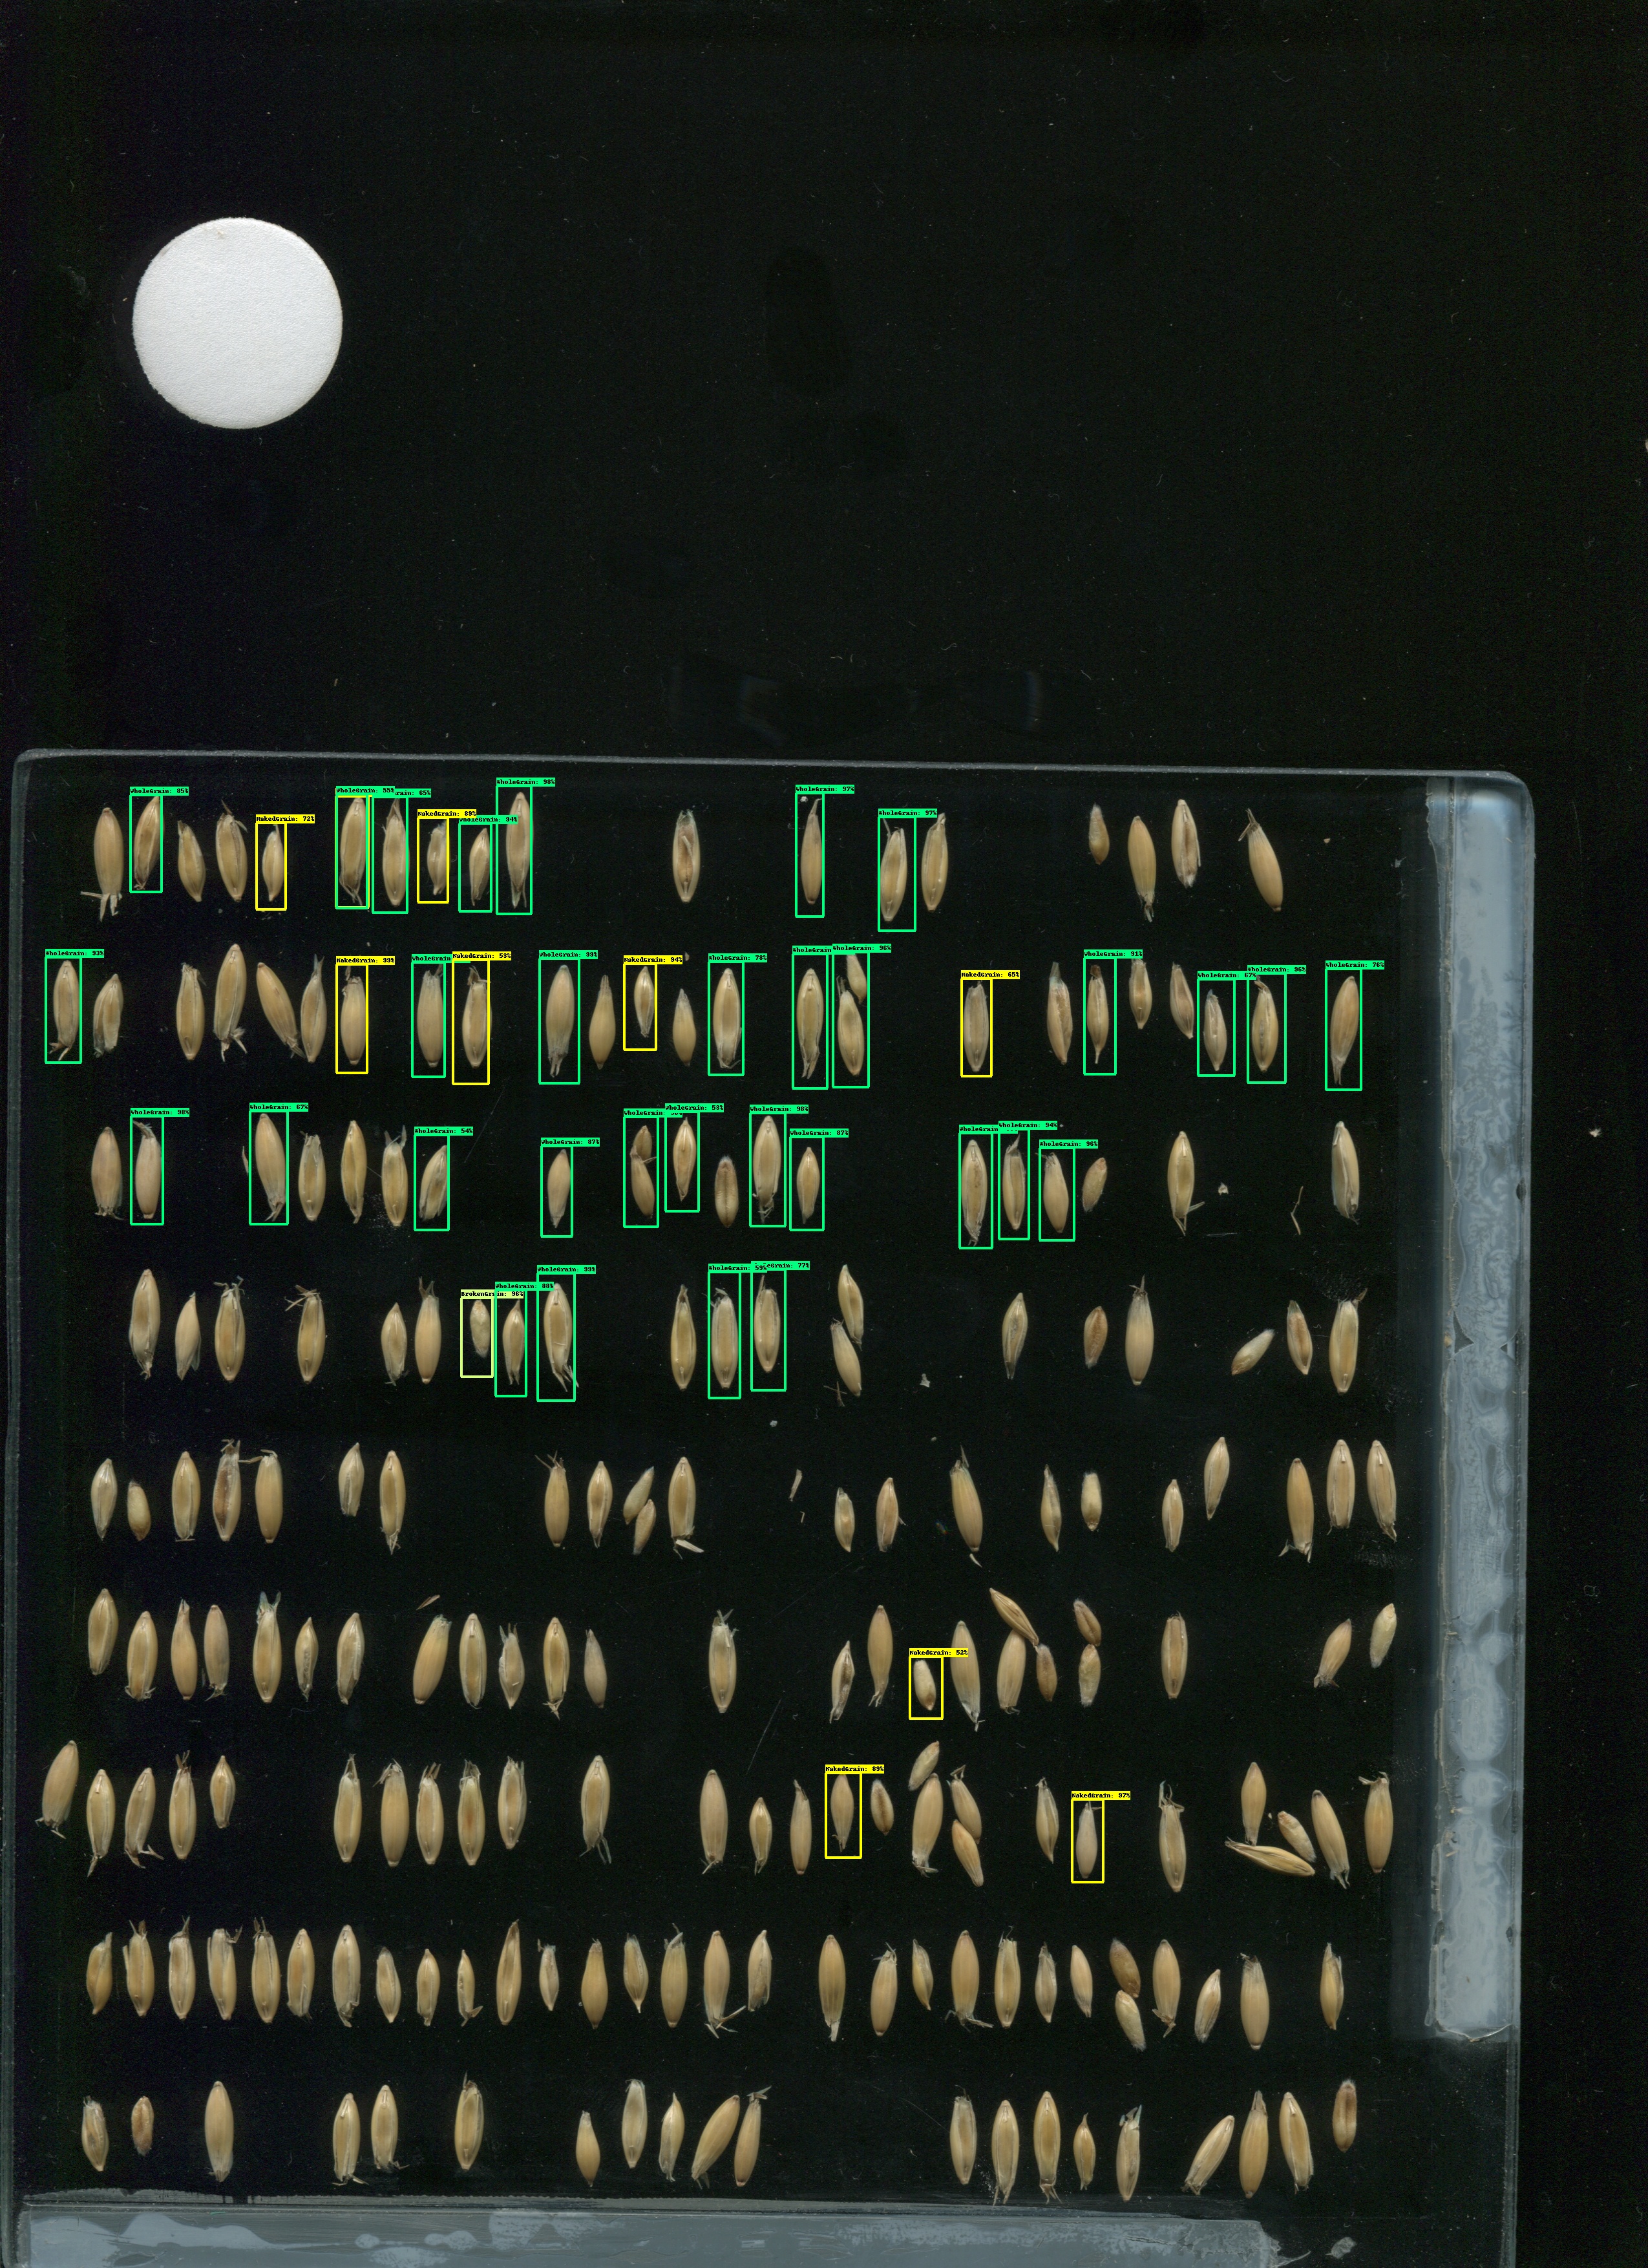 WholeGrain: 85%
NakedGrain: 72%
WholeGrain: 55%
Grain: 65%
NakedGrain: 89%
WholeGrain: 94%
WholeGrain: 98%
WholeGrain: 97%
WholeGrain: 97%
WholeGrain: 93%
NakedGrain: 99%
WholeGrain:
NakedGrain: 53%
WholeGrain: 99%
NakedGrain: 94%
WholeGrain: 78%
WholeGrain:
WholeGrain: 96%
NakedGrain: 65%
WholeGrain: 91%
WholeGrain: 67%
WholeGrain: 96%
WholeGrain: 76%
WholeGrain: 98%
WholeGrain: 67%
WholeGrain: 54%
WholeGrain: 87%
WholeGrain:
WholeGrain: 53%
WholeGrain: 98%
WholeGrain: 87%
WholeGrain:
WholeGrain: 94%
WholeGrain: 96%
BrokenGrain: 96%
WholeGrain: 88%
WholeGrain: 99%
WholeGrain: 59%
WholeGrain: 77%
NakedGrain: 52%
NakedGrain: 89%
NakedGrain: 97%